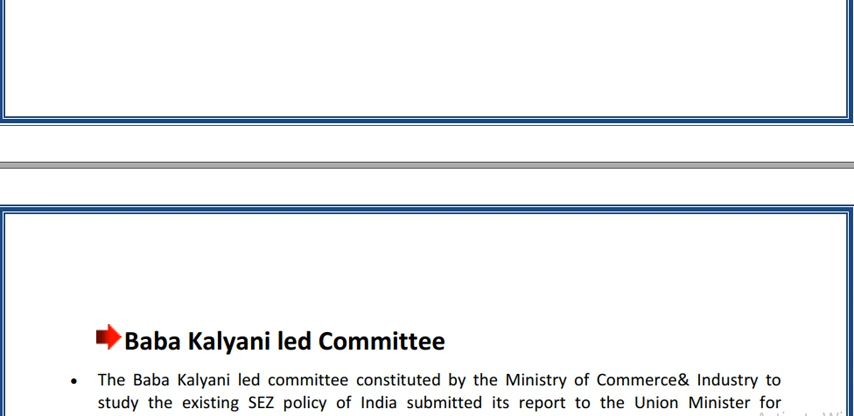 Baba Kalyani led Committee
• The Baba Kalyani led committee constituted by the Ministry of Commerce& Industry to
study the existing SEZ policy of India submitted its report to the Union Minister for